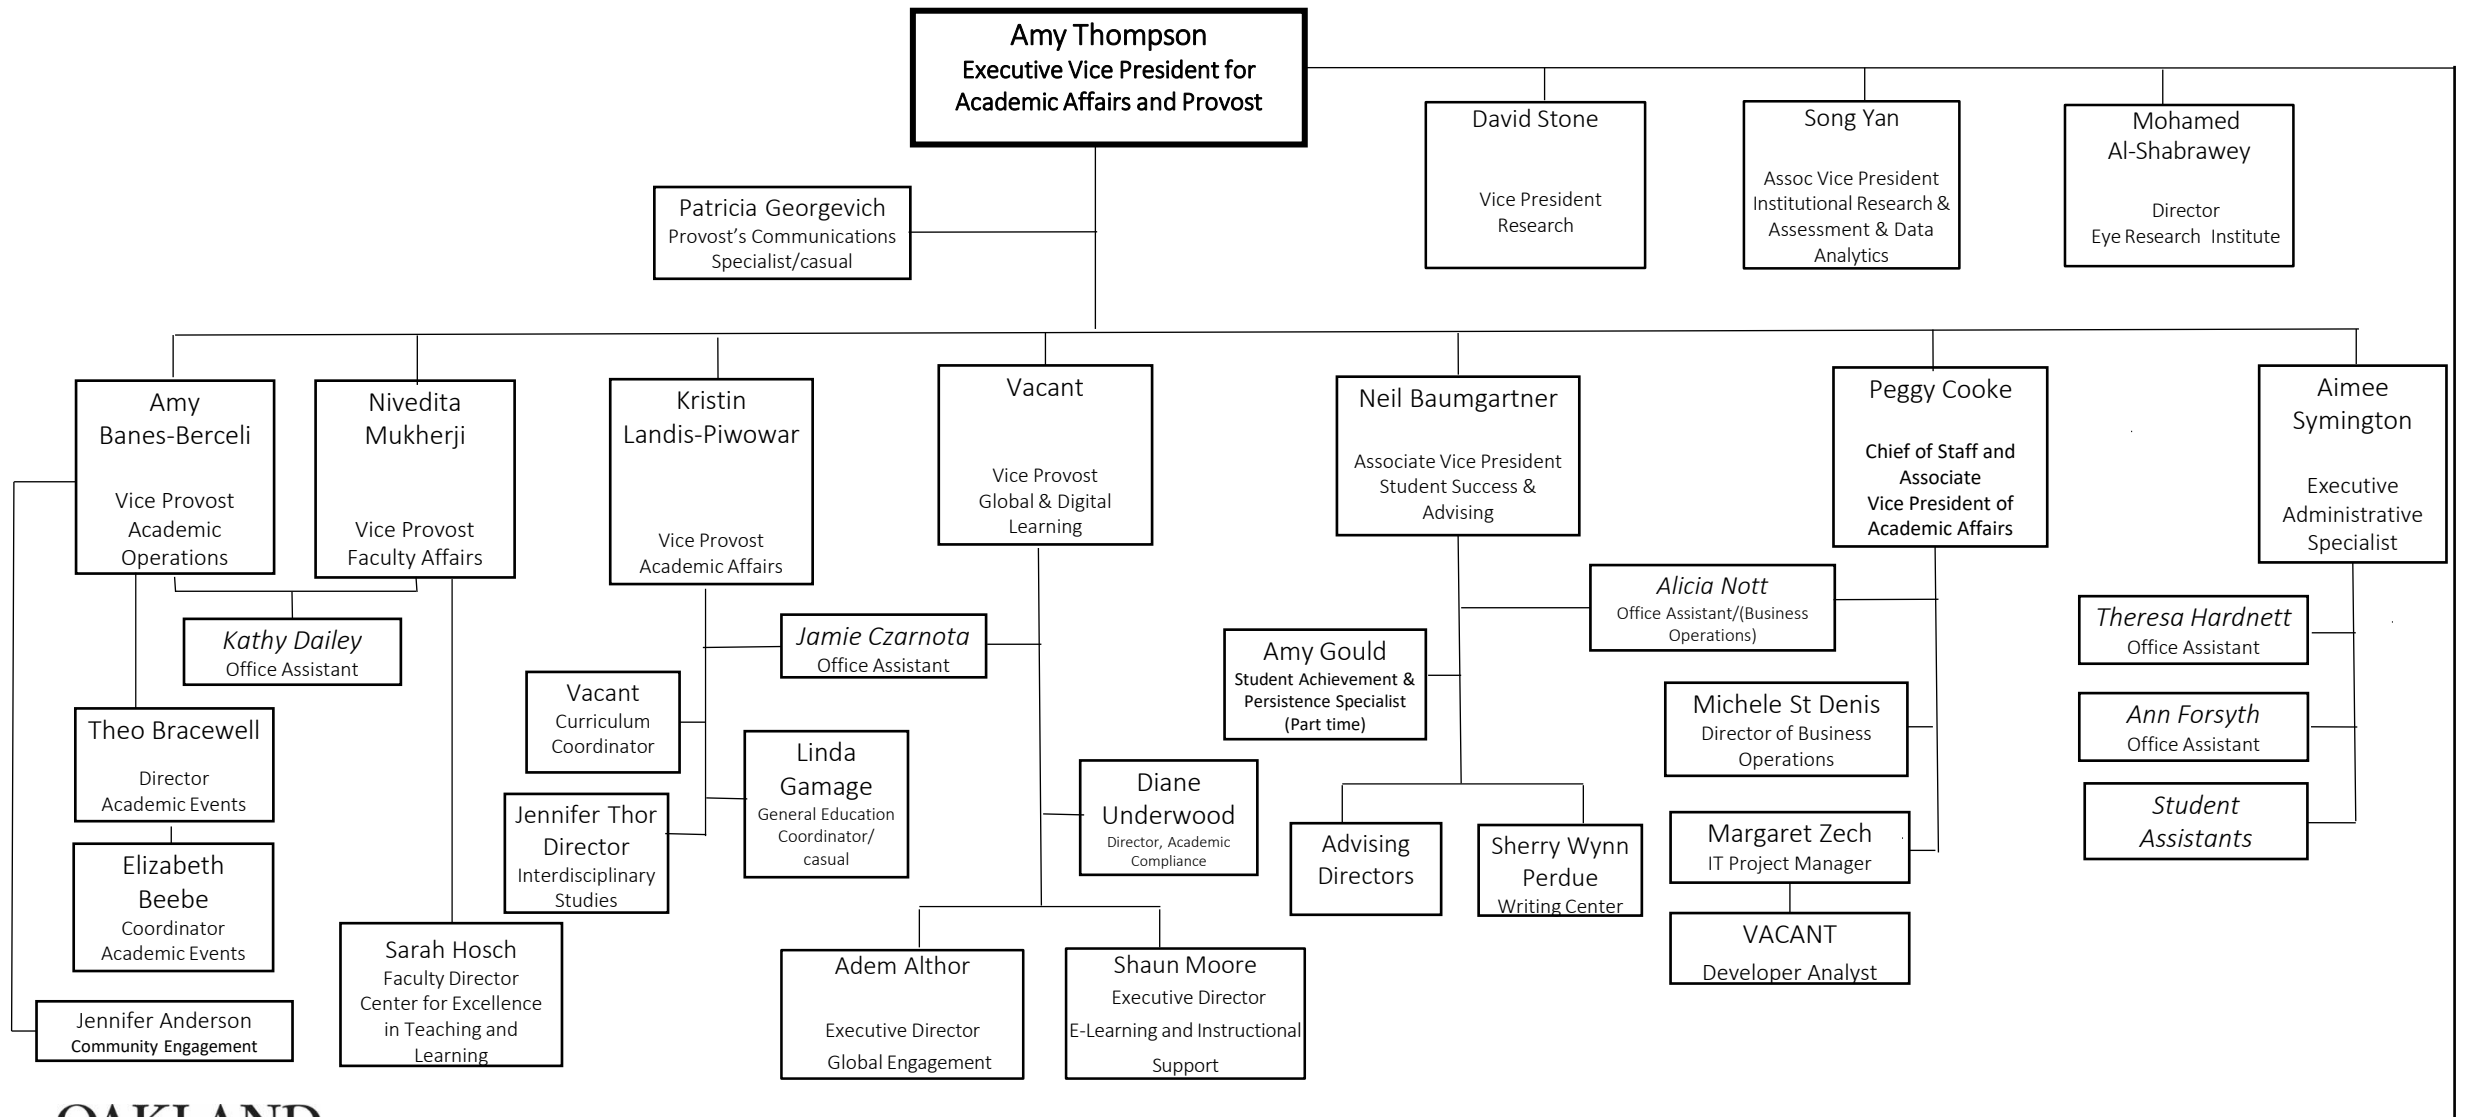 Amy Thompson
Executive Vice President for
Academic Affairs and Provost
David Stone
Vice President
Research
Song Yan
Assoc Vice President
Institutional Research &
Assessment & Data
Analytics
Mohamed
Al-Shabrawey
Director
Eye Research Institute
Patricia Georgevich
Provost’s Communications
Specialist/casual
Amy
Banes-Berceli
Vice Provost
Academic
Operations
Nivedita
Mukherji
Vice Provost
Faculty Affairs
Kristin
Landis-Piwowar
Vice Provost
Academic Affairs
Vacant
Vice Provost
Global & Digital
Learning
Neil Baumgartner
Associate Vice President
Student Success &
Advising
Peggy Cooke
Chief of Staff and
Associate
Vice President of
Academic Affairs
Aimee
Symington
Executive
Administrative
Specialist
Kathy Dailey
Office Assistant
Jamie Czarnota
Office Assistant
Alicia Nott
Office Assistant/(Business
Operations)
Theresa Hardnett
Office Assistant
Vacant
Curriculum
Coordinator
Amy Gould
Student Achievement &
Persistence Specialist
(Part time)
Michele St Denis
Director of Business
Operations
Ann Forsyth
Office Assistant
Theo Bracewell
Director
Academic Events
Linda
Gamage
General Education
Coordinator/
casual
Diane
Underwood
Director, Academic
Compliance
Jennifer Thor
Director
Interdisciplinary
Studies
Advising
Directors
Sherry Wynn
Perdue
Writing Center
Margaret Zech
IT Project Manager
Student
Assistants
Elizabeth
Beebe
Coordinator
Academic Events
VACANT
Developer Analyst
Sarah Hosch
Faculty Director
Center for Excellence
in Teaching and
Learning
Adem Althor
Executive Director
Global Engagement
Shaun Moore
Executive Director
E-Learning and Instructional
Support
Jennifer Anderson
Community Engagement
OAKLAND